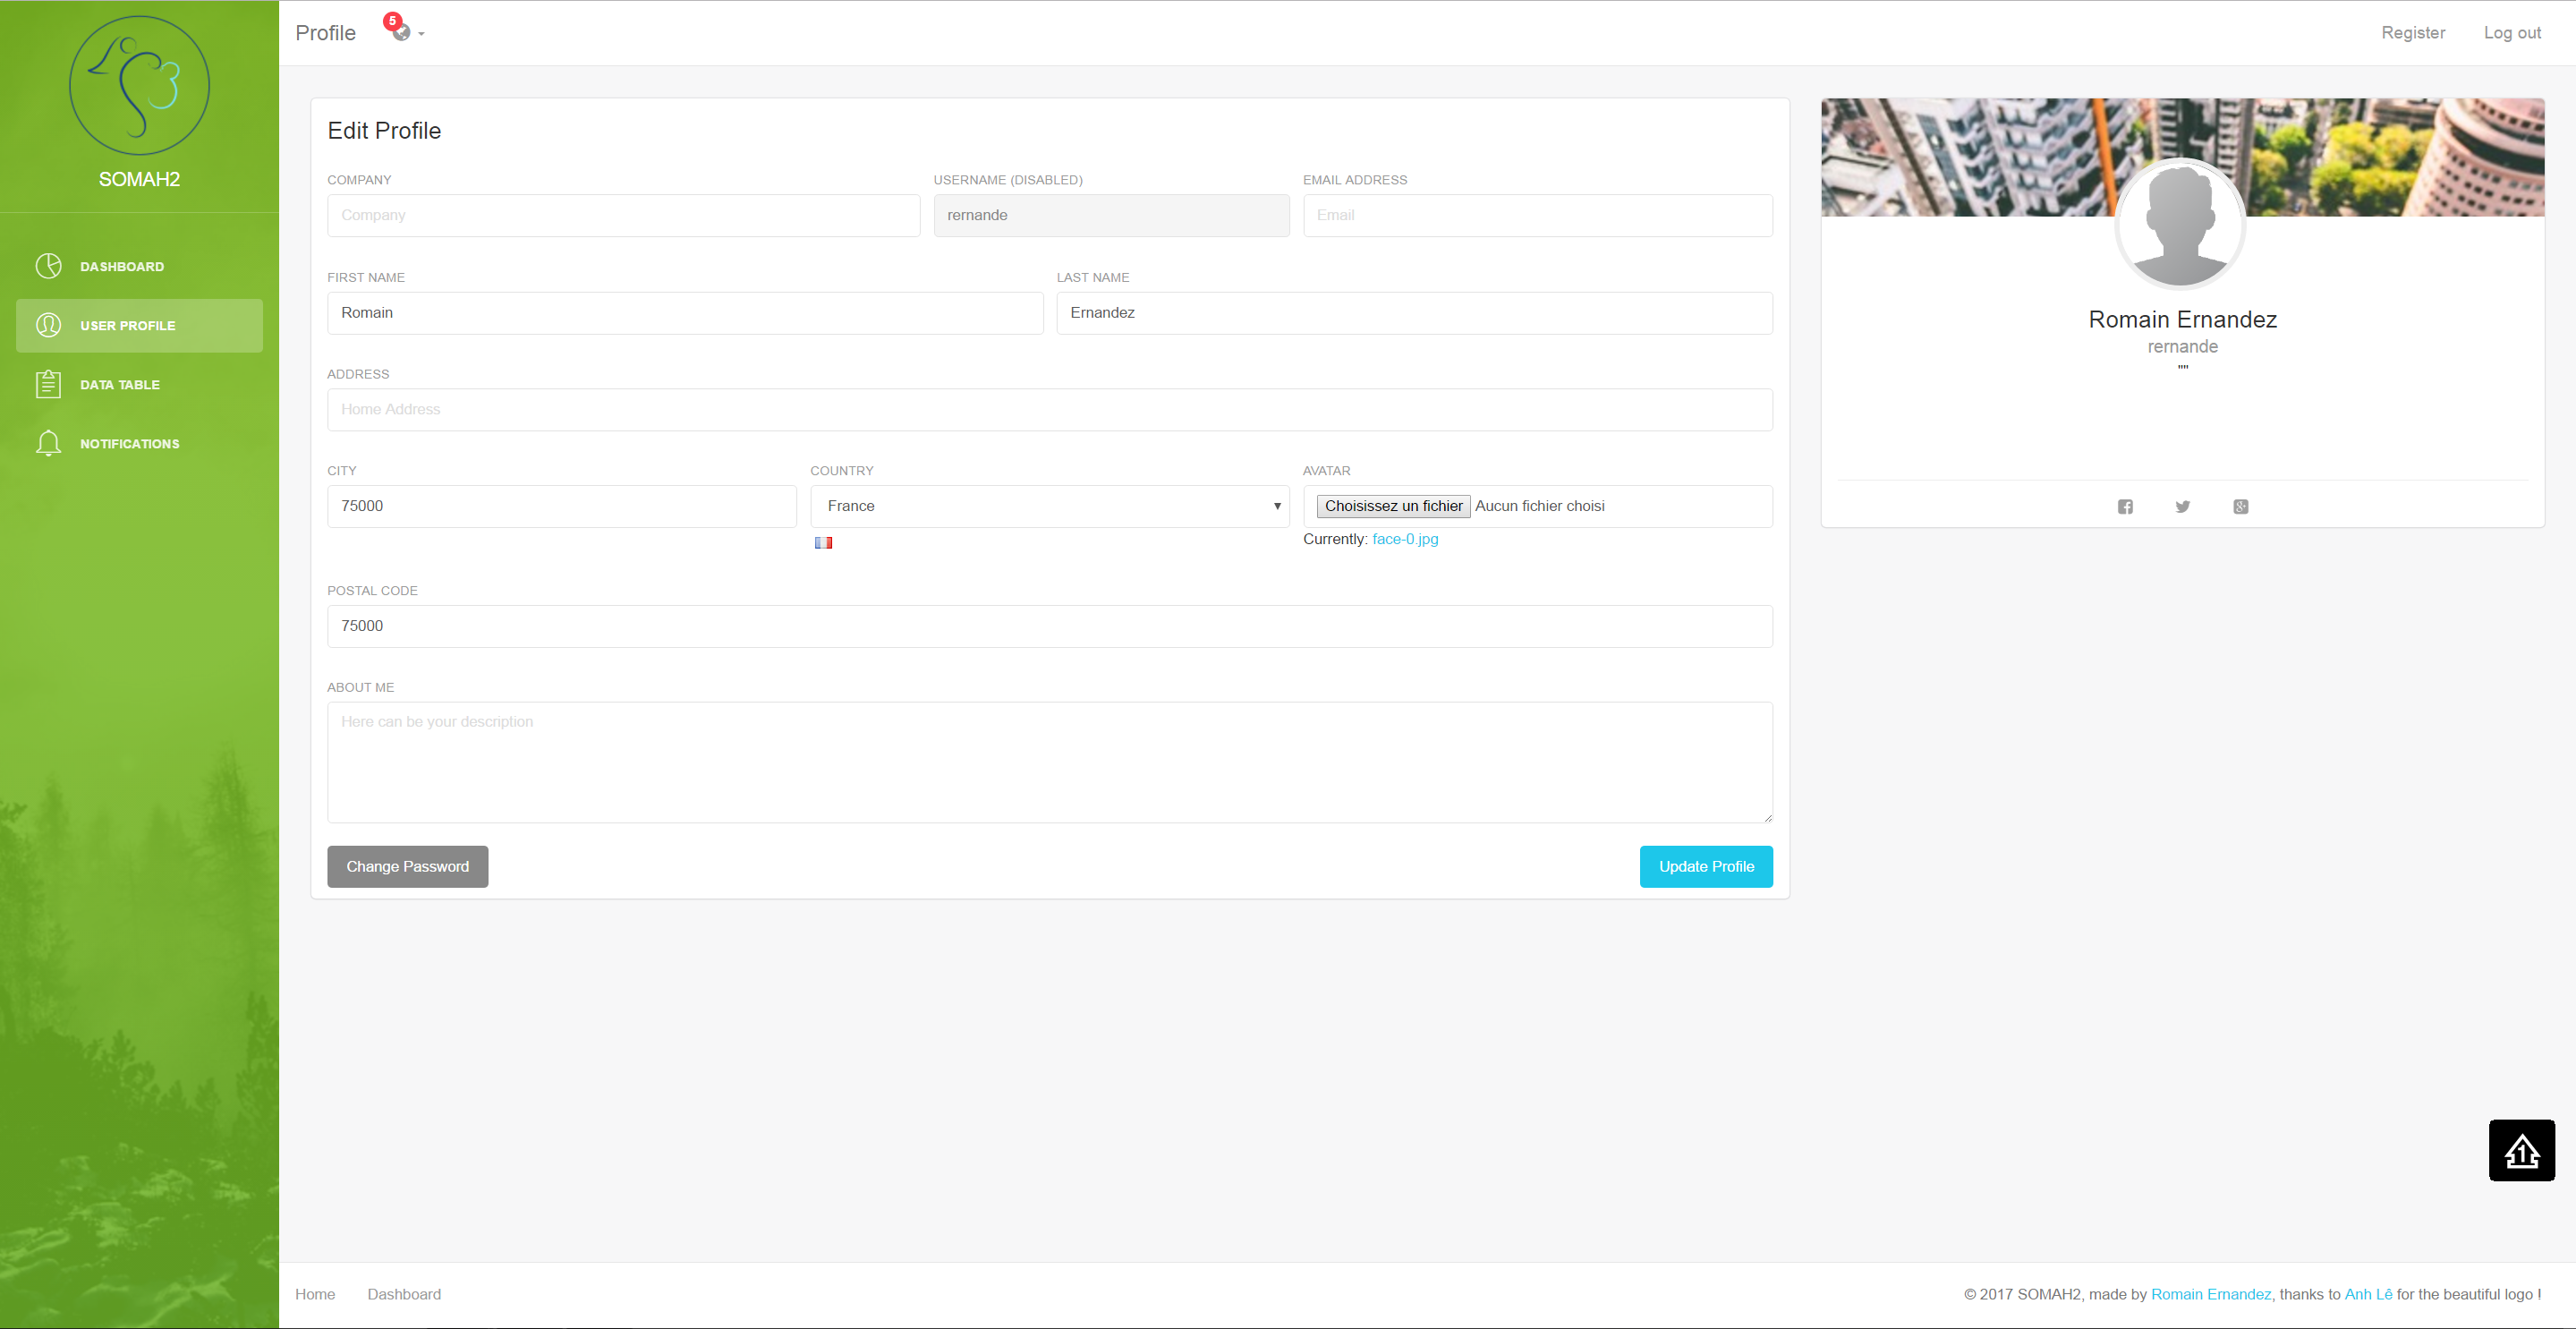 SOMAH2
DASHBOARD
USER PROFILE
DATA TABLE
NOTIFICATIONS
Profile
5
Register
Log out
Edit Profile
COMPANY
Company
USERNAME (DISABLED)
rernande
EMAIL ADDRESS
Email
FIRST NAME
Romain
LAST NAME
Ernandez
ADDRESS
Home Address
CITY
75000
COUNTRY
France
AVATAR
Choisissez un fichier Aucun fichier choisi
Currently: face-0.jpg
POSTAL CODE
75000
ABOUT ME
Here can be your description
Change Password
Update Profile
Romain Ernandez
rernande
""
1
Home
Dashboard
© 2017 SOMAH2, made by Romain Ernandez, thanks to Anh Lê for the beautiful logo !